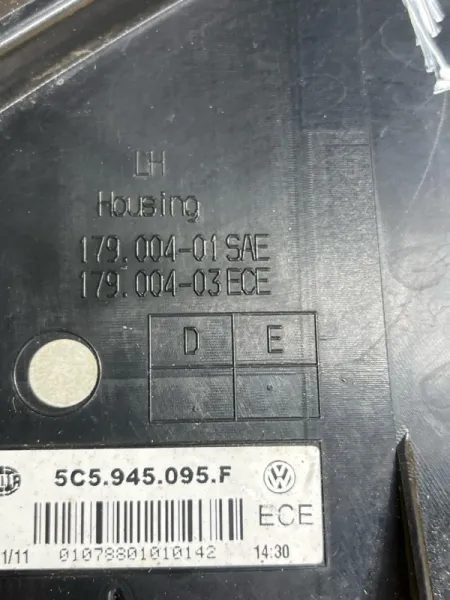 LH
Housing
179.004-01 SAE
179.004-03 ECE
D E
5C5.945.095.F
ECE
1/11 01078801010142 14:30